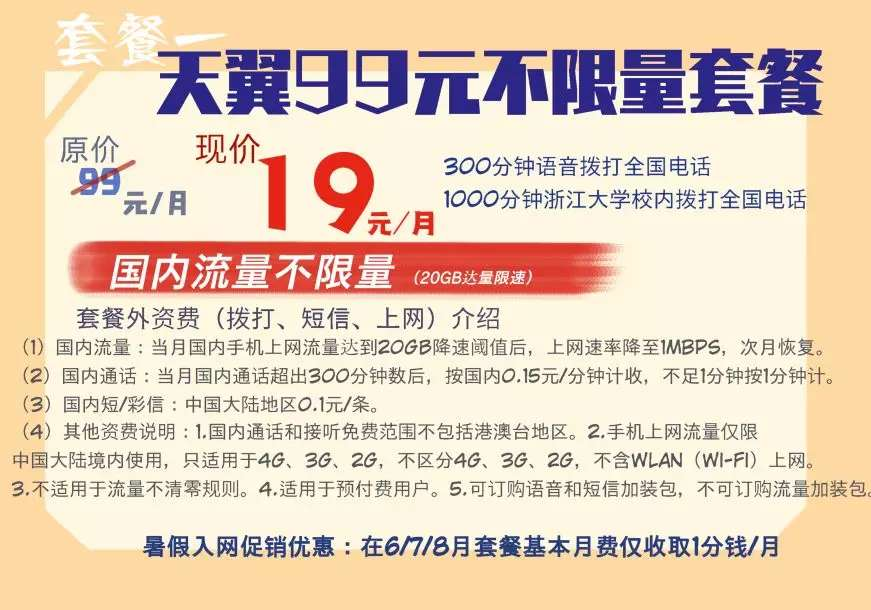 套餐一
天翼99元不限量套餐
原价
99元/月
现价
19元/月
300分钟语音拨打全国电话
1000分钟浙江大学校内拨打全国电话
国内流量不限量（20GB达量限速）
套餐外资费（拨打、短信、上网）介绍
（1）国内流量：当月国内手机上网流量达到20GB降速阈值后，上网速率降至1MBPS，次月恢复。
（2）国内通话：当月国内通话超出300分钟数后，按国内0.15元/分钟计收，不足1分钟按1分钟计。
（3）国内短/彩信：中国大陆地区0.1元/条。
（4）其他资费说明：1.国内通话和接听免费范围不包括港澳台地区。2.手机上网流量仅限
中国大陆境内使用，只适用于4G、3G、2G，不区分4G、3G、2G，不含WLAN（WI-FI）上网。
3.不适用于流量不清零规则。4.适用于预付费用户。5.可订购语音和短信加装包，不可订购流量加装包。
暑假入网促销优惠：在6/7/8月套餐基本月费仅收取1分钱/月